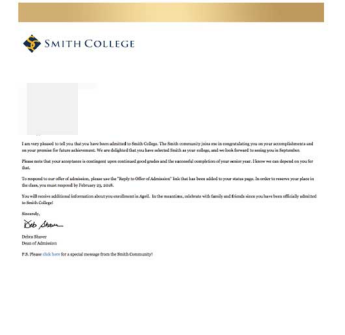 SMITH COLLEGE
I am very pleased to tell you that you have been admitted to Smith College. The Smith community joins me in congratulating you on your accomplishments and
on your promise for future achievement. We are delighted that you have selected Smith as your college, and we look forward to seeing you in September.
Please note that your acceptance is contingent upon continued good grades and the successful completion of your senior year. I know we can depend on you for
that.
To respond to our offer of admission, please use the "Reply to Offer of Admission" link that has been added to your status page. In order to reserve your place in
the class, you must respond by February 23, 2018.
You will receive additional information about you enrollment in April. In the meantime, celebrate with family and friends since you have been officially admitted
to Smith College!
Sincerely,
Deb Shaver
Debra Shaver
Dean of Admission
P.S. Please click here for a special message from the Smith Community!